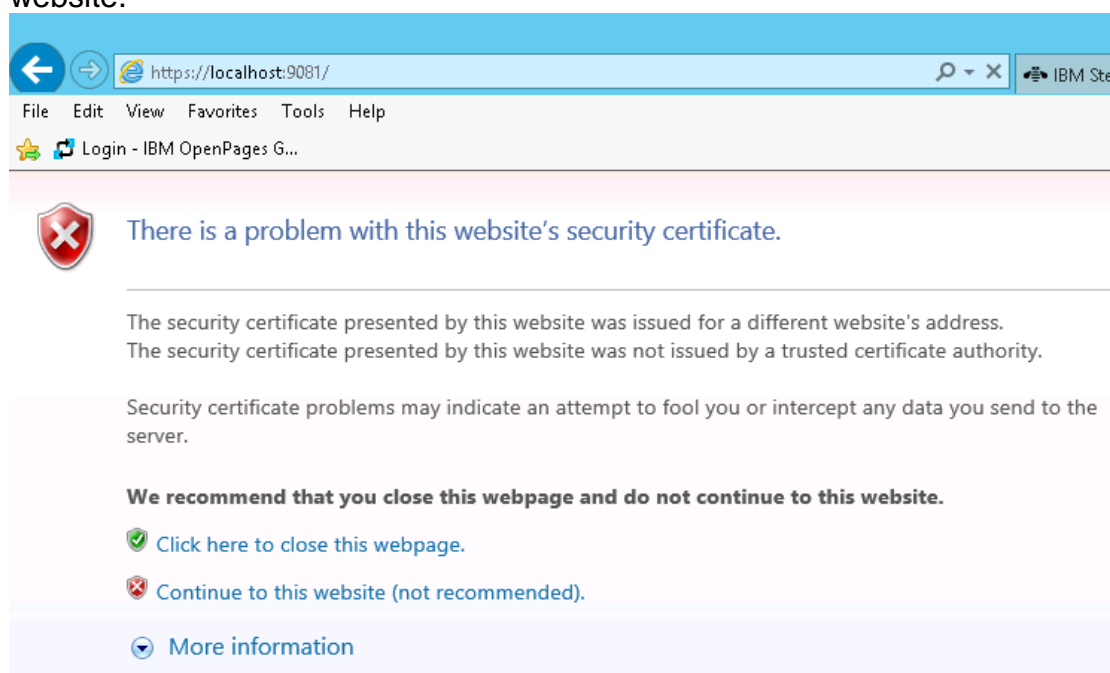 website.
https://localhost:9081/
IBM Ste
File Edit View Favorites Tools Help
Login - IBM OpenPages G...
There is a problem with this website's security certificate.
The security certificate presented by this website was issued for a different website's address.
The security certificate presented by this website was not issued by a trusted certificate authority.
Security certificate problems may indicate an attempt to fool you or intercept any data you send to the
server.
We recommend that you close this webpage and do not continue to this website.
Click here to close this webpage.
Continue to this website (not recommended).
More information